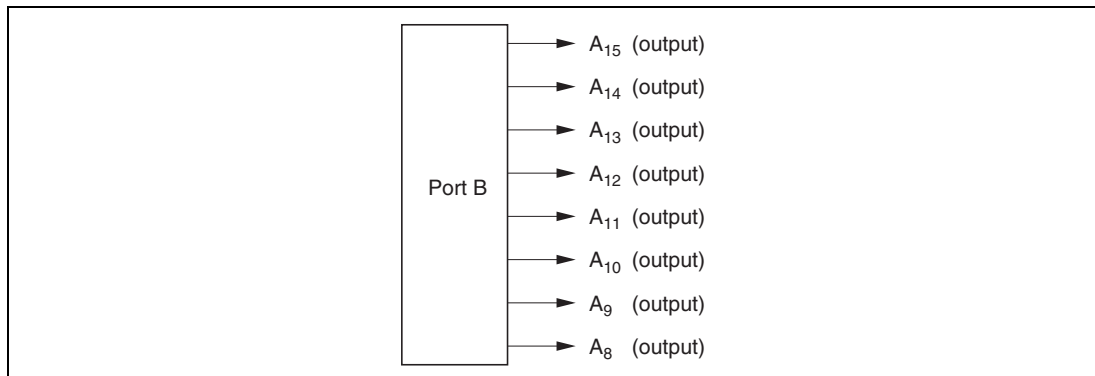 A15 (output)
A14 (output)
A13 (output)
A12 (output)
Port B
A11 (output)
A10 (output)
A9 (output)
A8 (output)